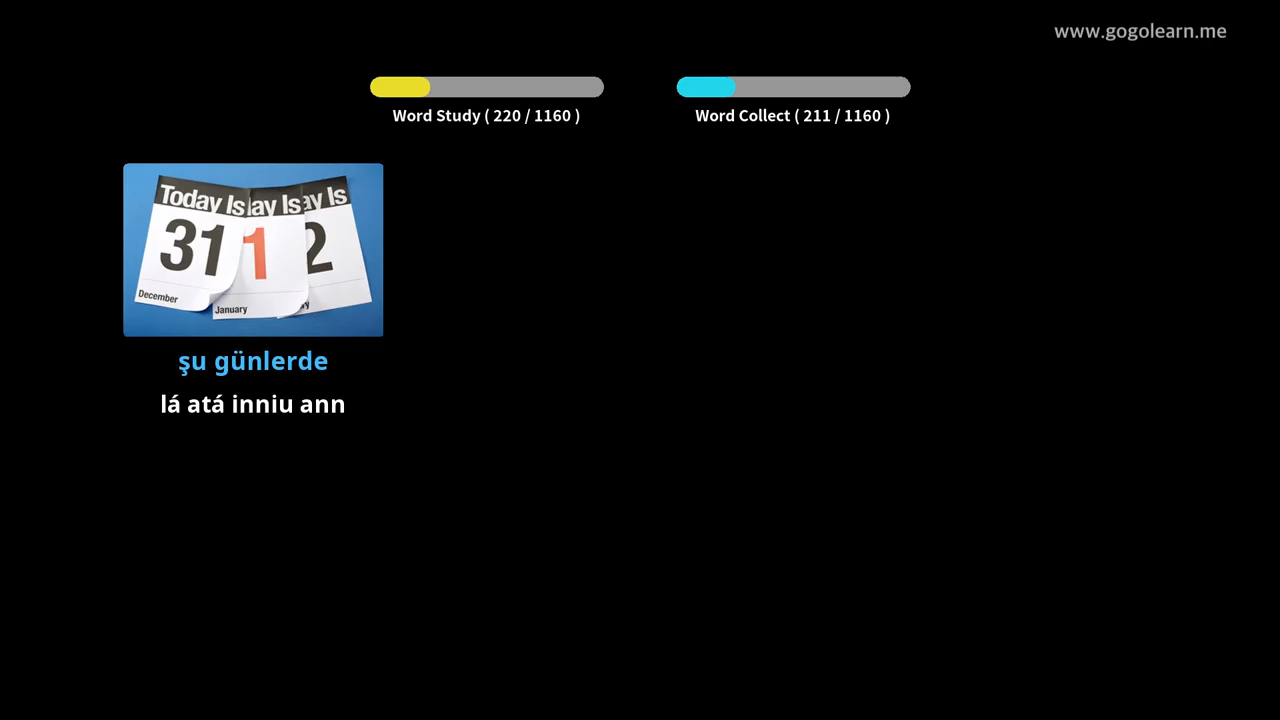 www.gogolearn.me
Word Study ( 220 / 1160 )
Word Collect ( 211 / 1160 )
Today Is
ay Is
ay Is
31
1
2
December
January
ry
şu günlerde
lá atá inniu ann